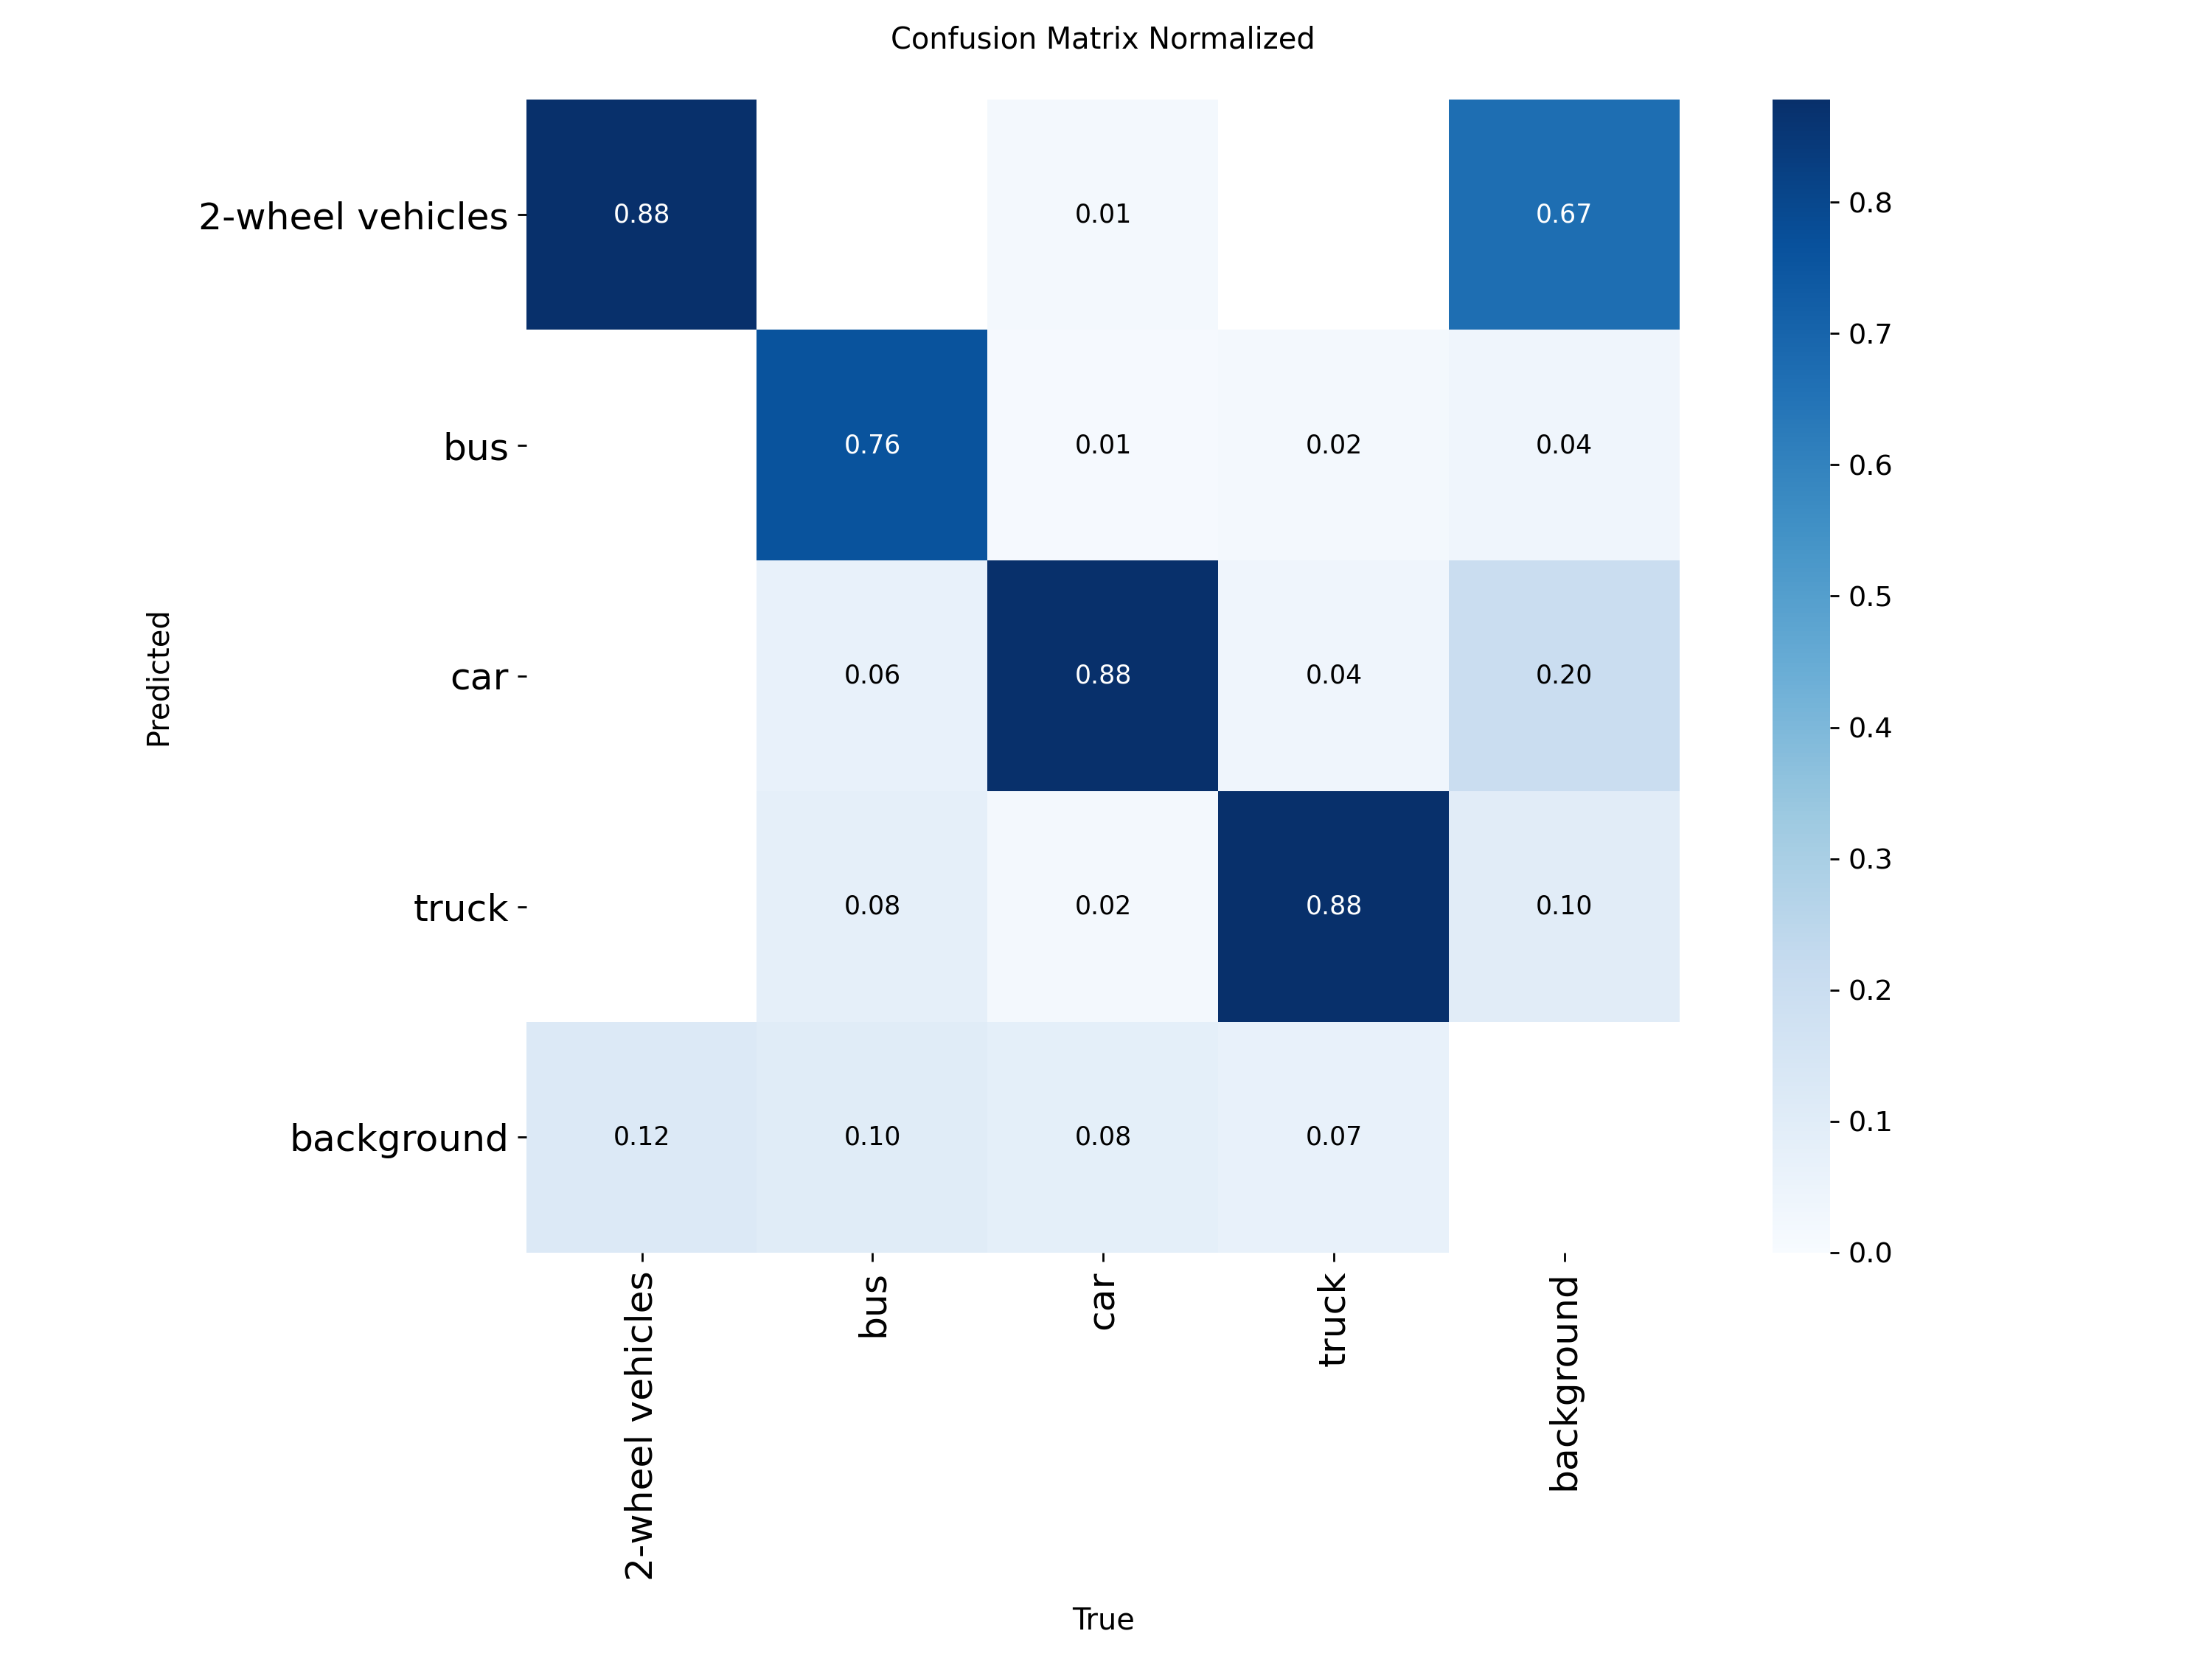 Confusion Matrix Normalized
2-wheel vehicles
0.88
0.01
0.67
0.8
0.7
bus
0.76
0.01
0.02
0.04
0.6
0.5
Predicted
car
0.06
0.88
0.04
0.20
0.4
0.3
truck
0.08
0.02
0.88
0.10
0.2
0.1
background
0.12
0.10
0.08
0.07
0.0
2-wheel vehicles
bus
car
truck
background
True